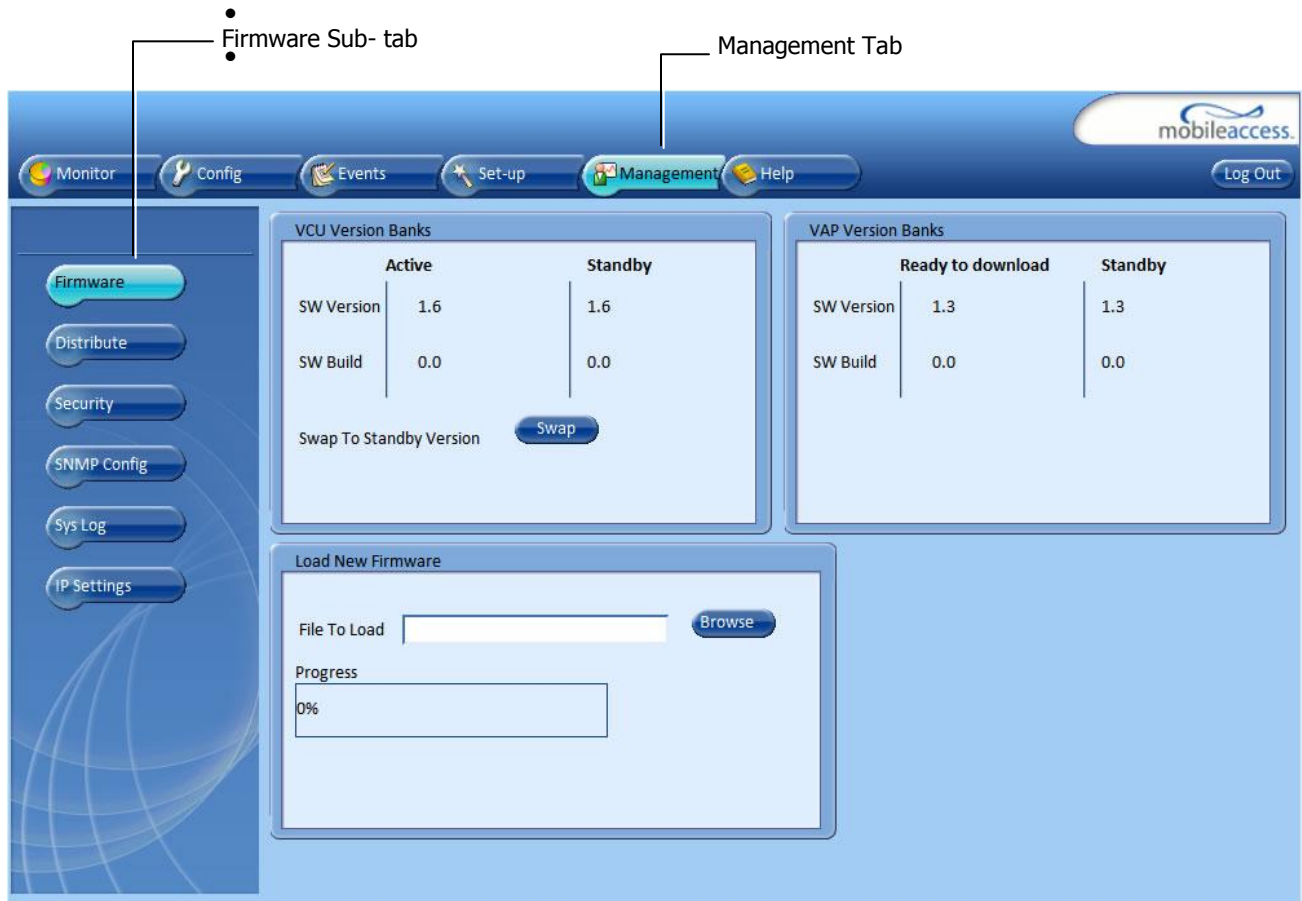 •
Firmware Sub- tab
•
Management Tab
mobileaccess.
Monitor Config Events Set-up Management Help Log Out
Firmware
Distribute
Security
SNMP Config
Sys Log
IP Settings
VCU Version Banks
Active Standby
SW Version 1.6 1.6
SW Build 0.0 0.0
Swap To Standby Version Swap
VAP Version Banks
Ready to download Standby
SW Version 1.3 1.3
SW Build 0.0 0.0
Load New Firmware
File To Load Browse
Progress
0%